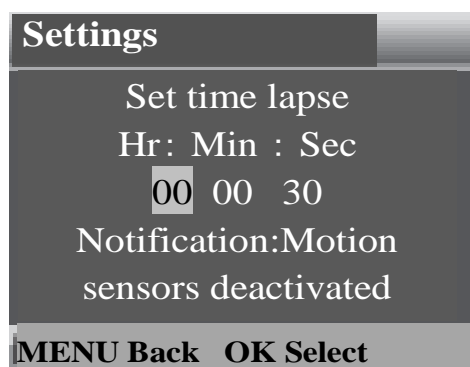 Settings
Set time lapse
Hr: Min : Sec
00 00 30
Notification:Motion
sensors deactivated
MENU Back OK Select